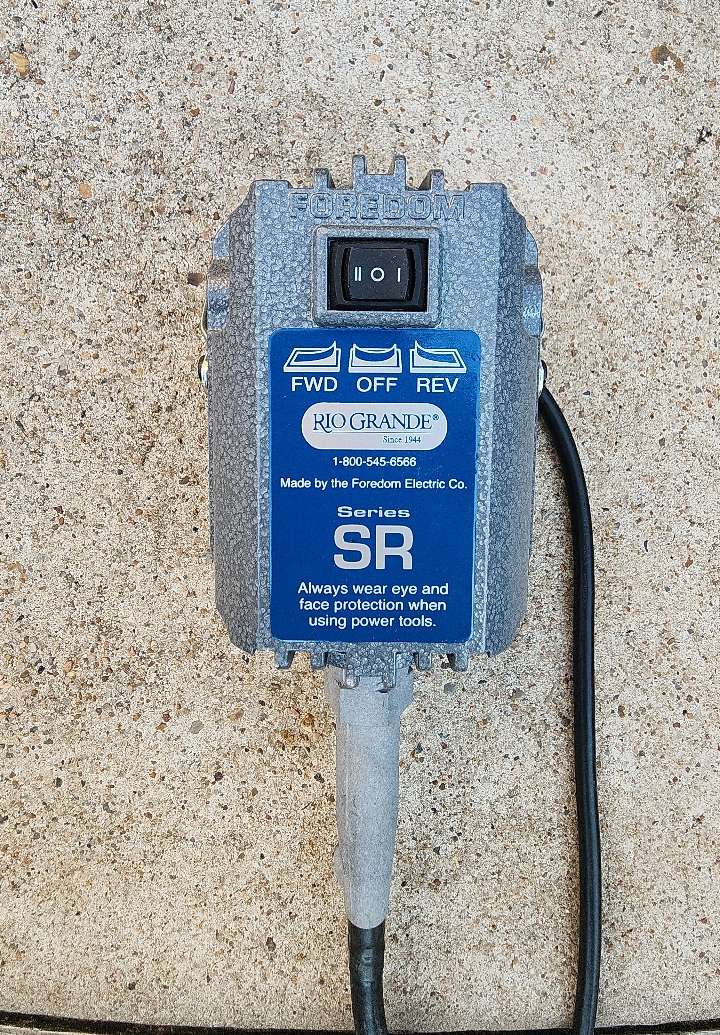 FOREDOM
II O I
FWD OFF REV
RIO GRANDE®
Since 1944
1-800-545-6566
Made by the Foredom Electric Co.
Series
SR
Always wear eye and
face protection when
using power tools.